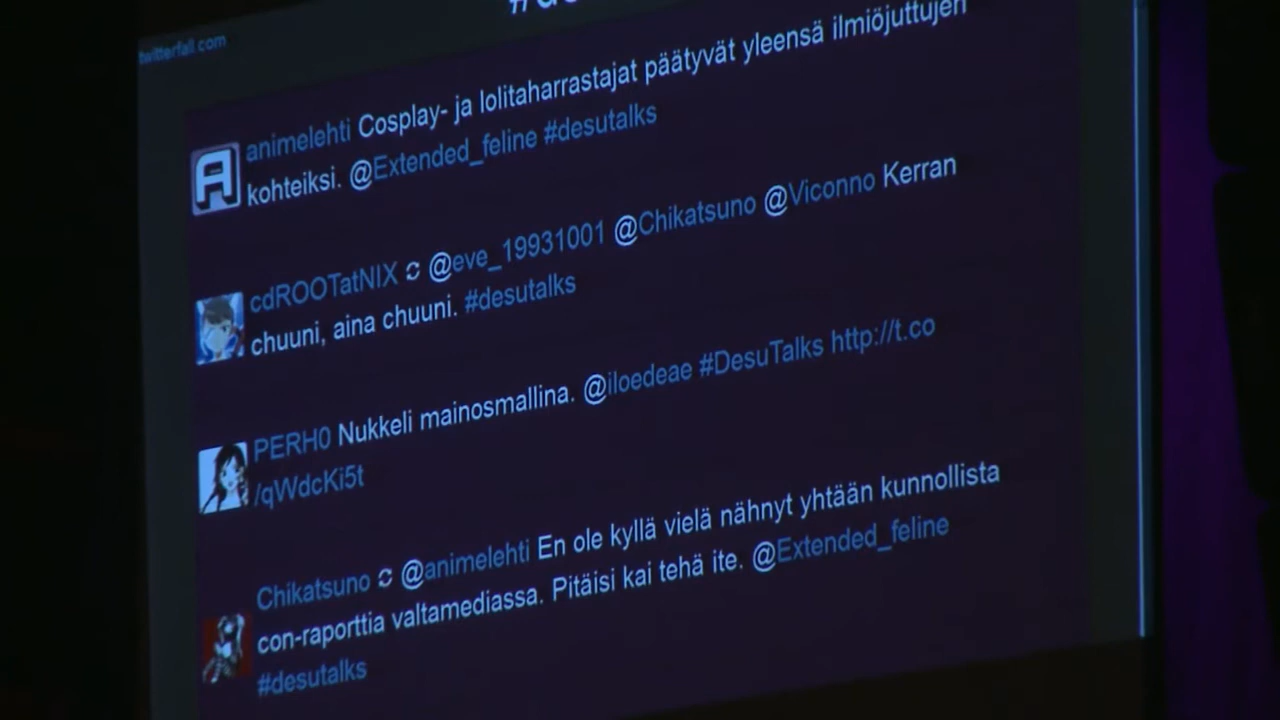 twitterfall.com
animelehti Cosplay- ja lolitaharrastajat päätyvät yleensä ilmiöjuttujen
kohteiksi. @Extended_feline #desutalks
cdROOTatNIX @eve_19931001 @Chikatsuno @Viconno Kerran
chuuni, aina chuuni. #desutalks
PERH0 Nukkeli mainosmallina. @iloedeae #DesuTalks http://t.co
/qWdcKi5t
Chikatsuno @animelehti En ole kyllä vielä nähnyt yhtään kunnollista
con-raporttia valtamediassa. Pitäisi kai tehä ite. @Extended_feline
#desutalks